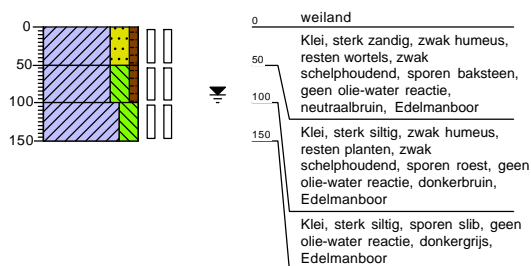 0
50
100
150
0
weiland
Klei, sterk zandig, zwak humeus,
resten wortels, zwak
schelphoudend, sporen baksteen,
geen olie-water reactie,
neutraalbruin, Edelmanboor
50
Klei, sterk siltig, zwak humeus,
resten planten, zwak
schelphoudend, sporen roest, geen
olie-water reactie, donkerbruin,
Edelmanboor
100
Klei, sterk siltig, sporen slib, geen
olie-water reactie, donkergrijs,
Edelmanboor
150